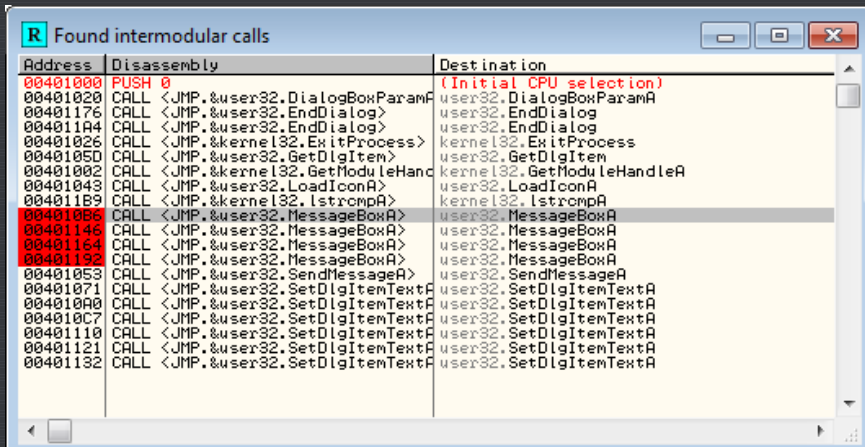 R Found intermodular calls
Address Disassembly Destination
00401000 PUSH 0 (Initial CPU selection)
00401020 CALL <JMP.&user32.DialogBoxParamA user32.DialogBoxParamA
00401176 CALL <JMP.&user32.EndDialog> user32.EndDialog
004011A4 CALL <JMP.&user32.EndDialog> user32.EndDialog
00401026 CALL <JMP.&kernel32.ExitProcess> kernel32.ExitProcess
0040105D CALL <JMP.&user32.GetDlgItem> user32.GetDlgItem
00401002 CALL <JMP.&kernel32.GetModuleHand kernel32.GetModuleHandleA
00401043 CALL <JMP.&user32.LoadIconA> user32.LoadIconA
004011B9 CALL <JMP.&kernel32.lstrcmpA> kernel32.lstrcmpA
004010B6 CALL <JMP.&user32.MessageBoxA> user32.MessageBoxA
00401146 CALL <JMP.&user32.MessageBoxA> user32.MessageBoxA
00401164 CALL <JMP.&user32.MessageBoxA> user32.MessageBoxA
00401192 CALL <JMP.&user32.MessageBoxA> user32.MessageBoxA
00401053 CALL <JMP.&user32.SendMessageA> user32.SendMessageA
00401071 CALL <JMP.&user32.SetDlgItemTextA user32.SetDlgItemTextA
004010A0 CALL <JMP.&user32.SetDlgItemTextA user32.SetDlgItemTextA
004010C7 CALL <JMP.&user32.SetDlgItemTextA user32.SetDlgItemTextA
00401110 CALL <JMP.&user32.SetDlgItemTextA user32.SetDlgItemTextA
00401121 CALL <JMP.&user32.SetDlgItemTextA user32.SetDlgItemTextA
00401132 CALL <JMP.&user32.SetDlgItemTextA user32.SetDlgItemTextA